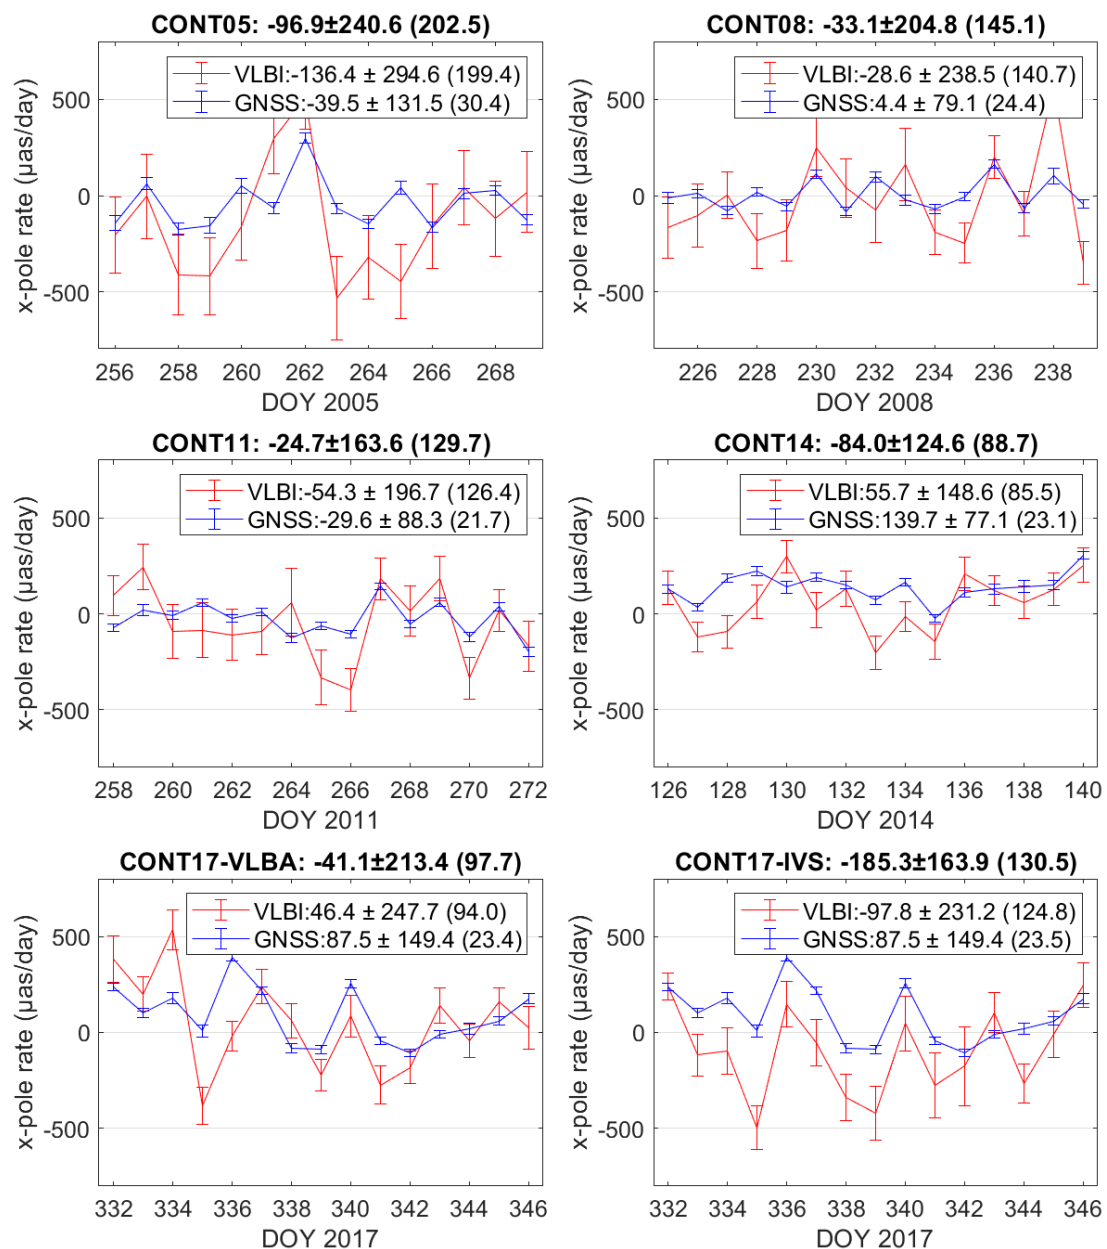 CONT05: -96.9±240.6 (202.5)
VLBI:-136.4 ± 294.6 (199.4)
GNSS:-39.5 ± 131.5 (30.4)
x-pole rate (µas/day)
500
0
-500
256 258 260 262 264 266 268
DOY 2005
CONT08: -33.1±204.8 (145.1)
VLBI:-28.6 ± 238.5 (140.7)
GNSS:4.4 ± 79.1 (24.4)
x-pole rate (µas/day)
500
0
-500
226 228 230 232 234 236 238
DOY 2008
CONT11: -24.7±163.6 (129.7)
VLBI:-54.3 ± 196.7 (126.4)
GNSS:-29.6 ± 88.3 (21.7)
x-pole rate (µas/day)
500
0
-500
258 260 262 264 266 268 270 272
DOY 2011
CONT14: -84.0±124.6 (88.7)
VLBI:55.7 ± 148.6 (85.5)
GNSS:139.7 ± 77.1 (23.1)
x-pole rate (µas/day)
500
0
-500
126 128 130 132 134 136 138 140
DOY 2014
CONT17-VLBA: -41.1±213.4 (97.7)
VLBI:46.4 ± 247.7 (94.0)
GNSS:87.5 ± 149.4 (23.4)
x-pole rate (µas/day)
500
0
-500
332 334 336 338 340 342 344 346
DOY 2017
CONT17-IVS: -185.3±163.9 (130.5)
VLBI:-97.8 ± 231.2 (124.8)
GNSS:87.5 ± 149.4 (23.5)
x-pole rate (µas/day)
500
0
-500
332 334 336 338 340 342 344 346
DOY 2017